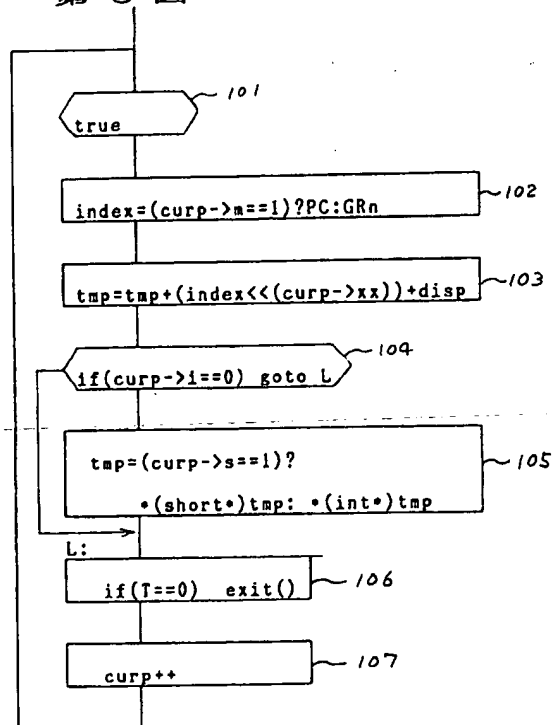 101
true
102
index=(curp->m==1)?PC:GRn
103
tmp=tmp+(index<<(curp->xx))+disp
104
if(curp->i==0) goto L
105
tmp=(curp->s==1)?
*(short*)tmp: *(int*)tmp
L:
106
if(T==0) exit()
107
curp++